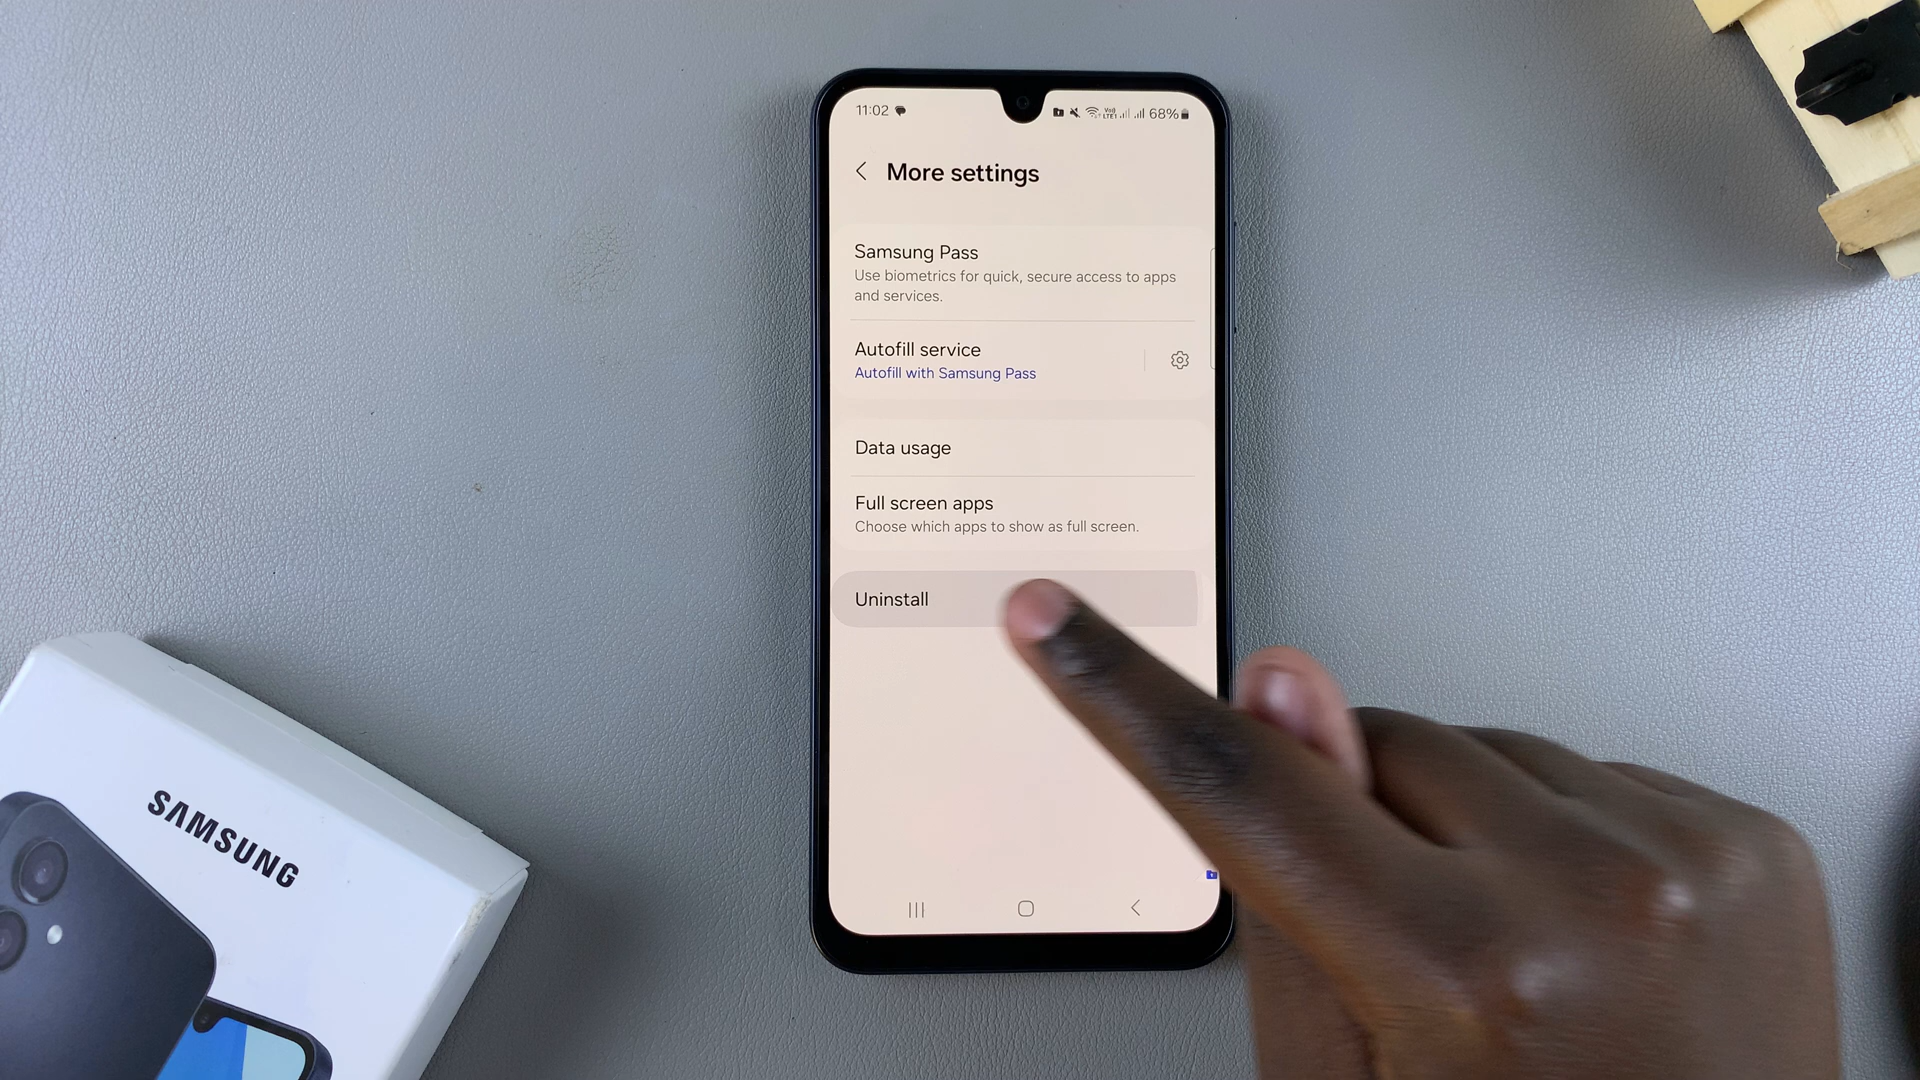 11:02
68%
More settings
Samsung Pass
Use biometrics for quick, secure access to apps
and services.
Autofill service
Autofill with Samsung Pass
Data usage
Full screen apps
Choose which apps to show as full screen.
Uninstall
SAMSUNG